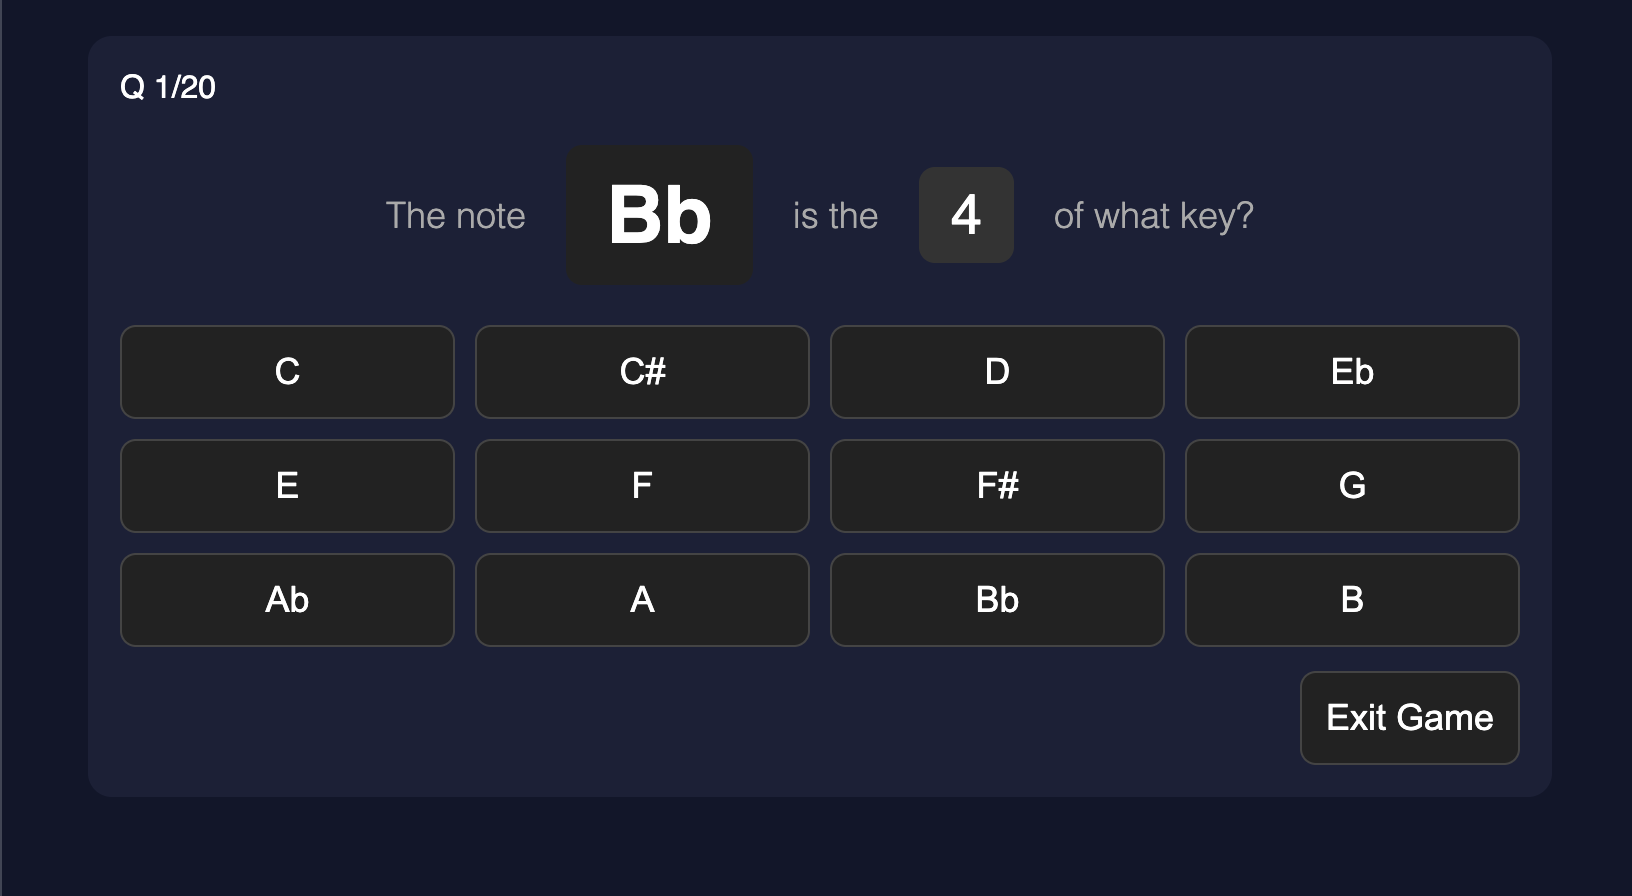 Q 1/20
The note Bb is the 4 of what key?
C C# D Eb
E F F# G
Ab A Bb B
Exit Game